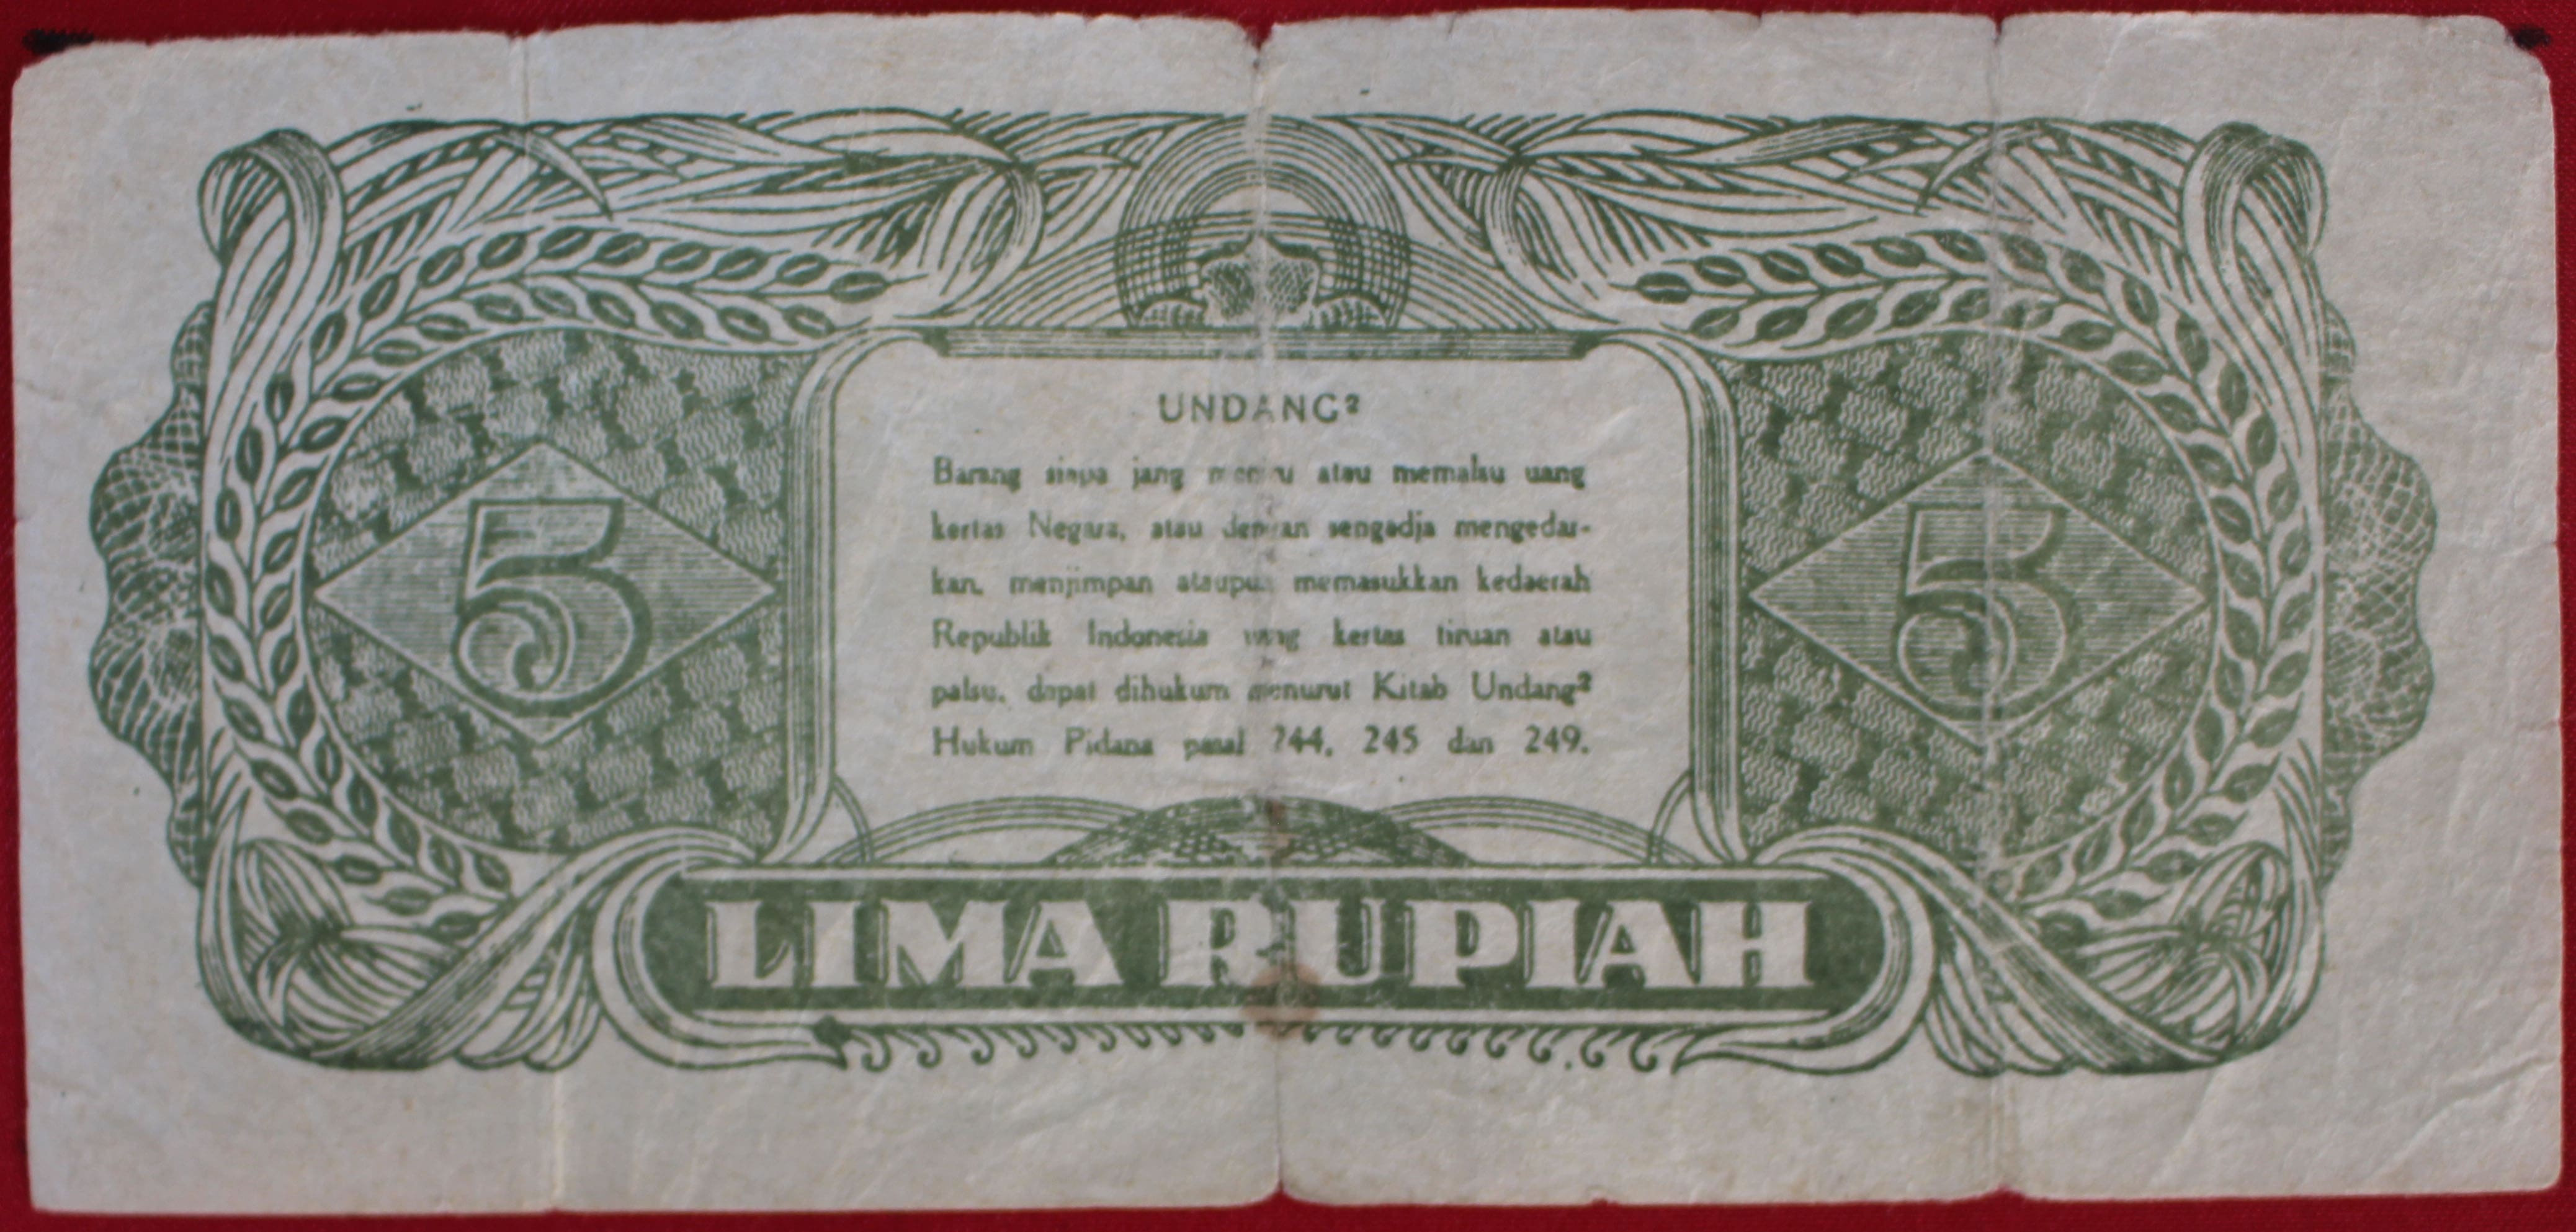 UNDANG²
Barang siapa jang meniru atau memalsu uang
kertas Negara, atau dengan sengadja mengedar-
kan, menjimpan ataupun memasukkan kedaerah
Republik Indonesia uang kertas tiruan atau
palsu, dapat dihukum menurut Kitab Undang²
Hukum Pidana pasal 244, 245 dan 249.
5
5
LIMA RUPIAH